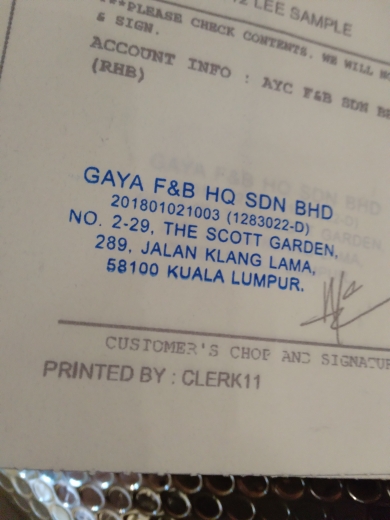 LEE SAMPLE
***PLEASE CHECK CONTENTS. WE WILL
& SIGN.
ACCOUNT INFO : AYC F&B SDN
(RHB)
GAYA F&B HQ SDN BHD
201801021003 (1283022-D)
NO. 2-29, THE SCOTT GARDEN,
289, JALAN KLANG LAMA,
58100 KUALA LUMPUR.
CUSTOMER'S CHOP AND SIGNATURE
PRINTED BY : CLERK11